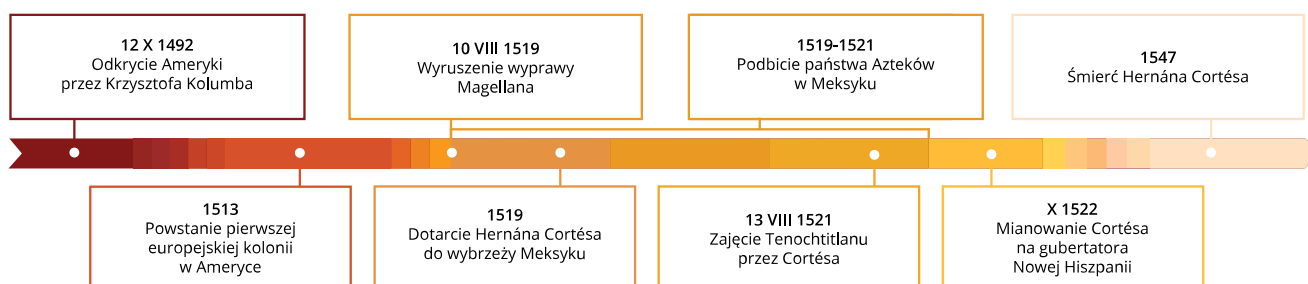 12 X 1492
Odkrycie Ameryki
przez Krzysztofa Kolumba
10 VIII 1519
Wyruszenie wyprawy
Magellana
1519-1521
Podbicie państwa Azteków
w Meksyku
1547
Śmierć Hernána Cortésa
1513
Powstanie pierwszej
europejskiej kolonii
w Ameryce
1519
Dotarcie Hernána Cortésa
do wybrzeży Meksyku
13 VIII 1521
Zajęcie Tenochtitlanu
przez Cortésa
X 1522
Mianowanie Cortésa
na gubertatora
Nowej Hiszpanii